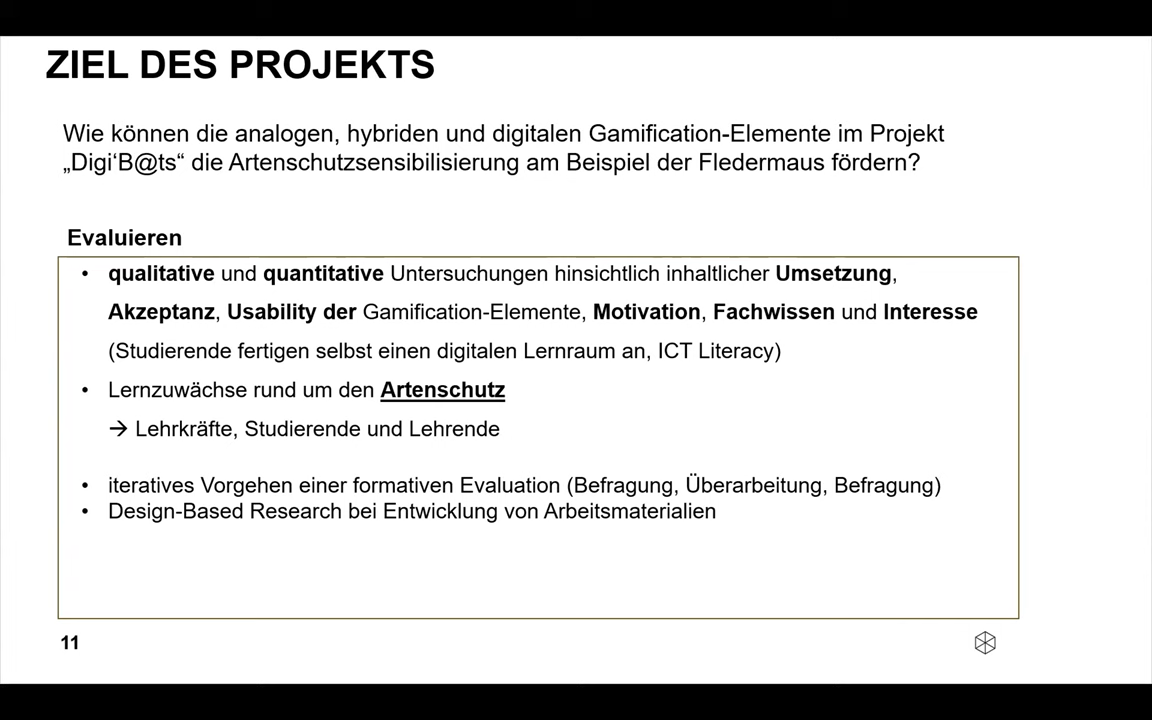 ZIEL DES PROJEKTS
Wie können die analogen, hybriden und digitalen Gamification-Elemente im Projekt
„Digi‘B@ts“ die Artenschutzsensibilisierung am Beispiel der Fledermaus fördern?
Evaluieren
• qualitative und quantitative Untersuchungen hinsichtlich inhaltlicher Umsetzung,
Akzeptanz, Usability der Gamification-Elemente, Motivation, Fachwissen und Interesse
(Studierende fertigen selbst einen digitalen Lernraum an, ICT Literacy)
• Lernzuwächse rund um den Artenschutz
→ Lehrkräfte, Studierende und Lehrende
• iteratives Vorgehen einer formativen Evaluation (Befragung, Überarbeitung, Befragung)
• Design-Based Research bei Entwicklung von Arbeitsmaterialien
11